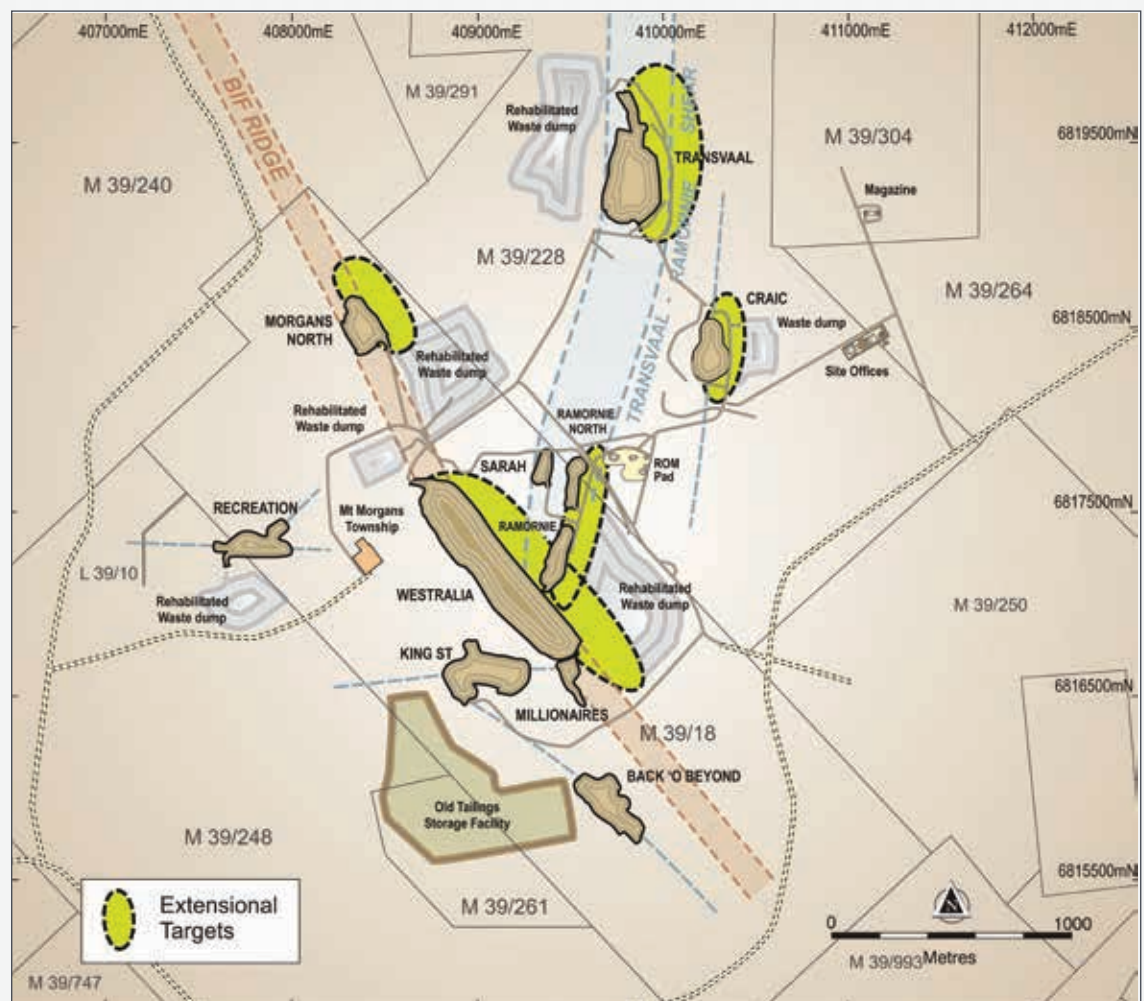 407000mE
408000mE
409000mE
410000mE
411000mE
412000mE
BIF RIDGE
M 39/291
Rehabilitated
Waste dump
TRANSVAAL - RAMORNIE SHEAR
TRANSVAAL
M 39/304
6819500mN
M 39/240
Magazine
M 39/228
MORGANS
NORTH
CRAIC
Waste dump
M 39/264
6818500mN
Site Offices
Rehabilitated
Waste dump
Rehabilitated
Waste dump
RAMORNIE
NORTH
SARAH
ROM
Pad
RECREATION
Mt Morgans
Township
RAMORNIE
6817500mN
L 39/10
Rehabilitated
Waste dump
WESTRALIA
Rehabilitated
Waste dump
M 39/250
KING ST
6816500mN
MILLIONAIRES
M 39/18
BACK 'O BEYOND
Old Tailings
Storage Facility
M 39/248
6815500mN
Extensional
Targets
M 39/261
0
1000
Metres
M 39/993
M 39/747